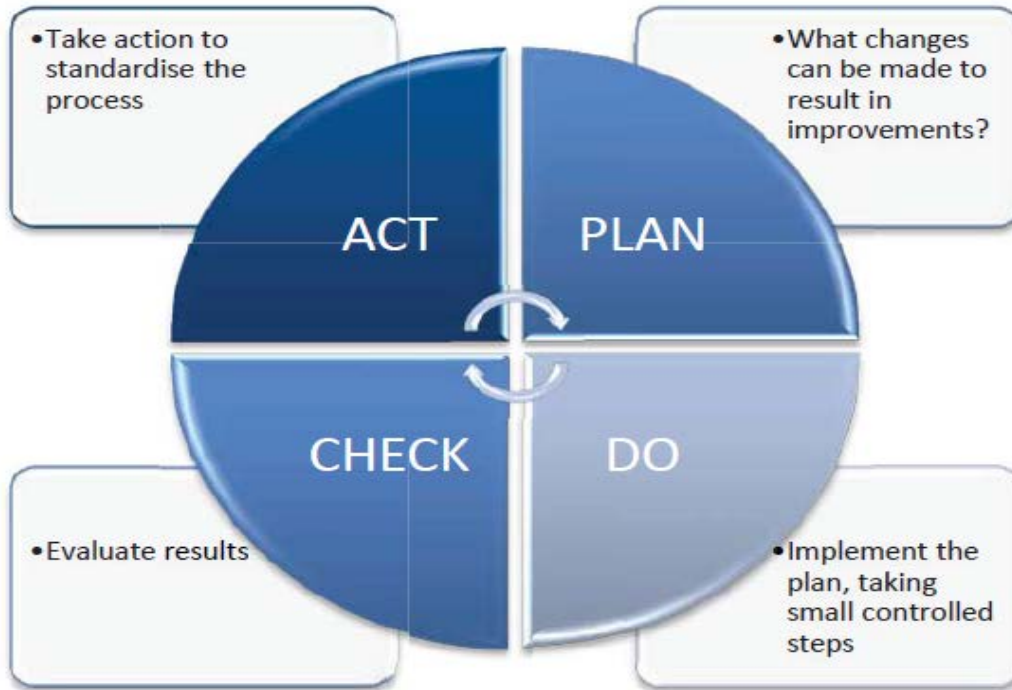 •Take action to
standardise the
process
•What changes
can be made to
result in
improvements?
ACT
PLAN
CHECK
DO
•Evaluate results
•Implement the
plan, taking
small controlled
steps